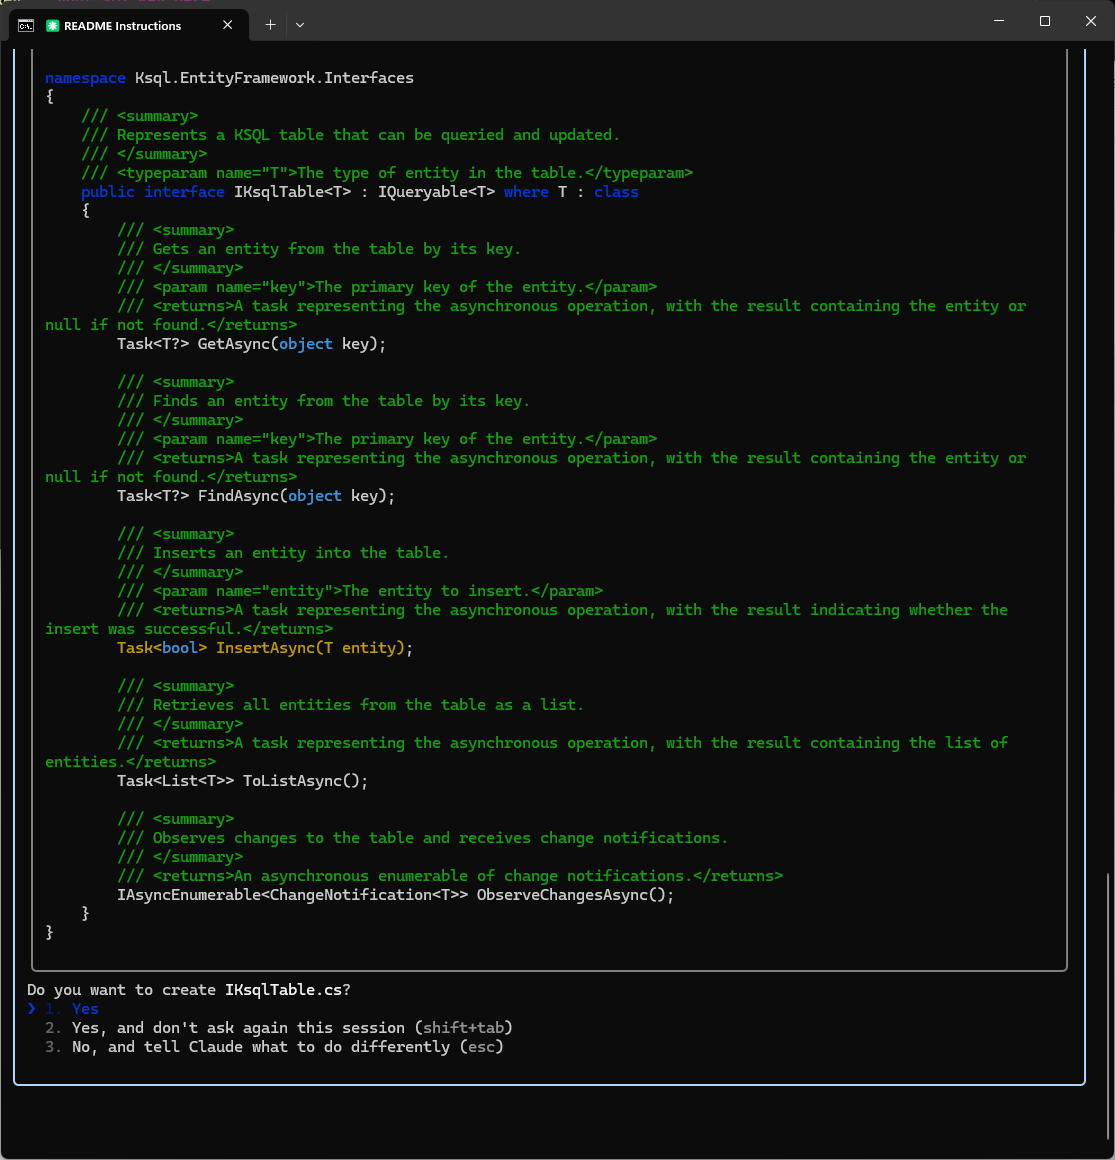 README Instructions
namespace Ksql.EntityFramework.Interfaces
{
/// <summary>
/// Represents a KSQL table that can be queried and updated.
/// </summary>
/// <typeparam name="T">The type of entity in the table.</typeparam>
public interface IKsqlTable<T> : IQueryable<T> where T : class
{
/// <summary>
/// Gets an entity from the table by its key.
/// </summary>
/// <param name="key">The primary key of the entity.</param>
/// <returns>A task representing the asynchronous operation, with the result containing the entity or
null if not found.</returns>
Task<T?> GetAsync(object key);
/// <summary>
/// Finds an entity from the table by its key.
/// </summary>
/// <param name="key">The primary key of the entity.</param>
/// <returns>A task representing the asynchronous operation, with the result containing the entity or
null if not found.</returns>
Task<T?> FindAsync(object key);
/// <summary>
/// Inserts an entity into the table.
/// </summary>
/// <param name="entity">The entity to insert.</param>
/// <returns>A task representing the asynchronous operation, with the result indicating whether the
insert was successful.</returns>
Task<bool> InsertAsync(T entity);
/// <summary>
/// Retrieves all entities from the table as a list.
/// </summary>
/// <returns>A task representing the asynchronous operation, with the result containing the list of
entities.</returns>
Task<List<T>> ToListAsync();
/// <summary>
/// Observes changes to the table and receives change notifications.
/// </summary>
/// <returns>An asynchronous enumerable of change notifications.</returns>
IAsyncEnumerable<ChangeNotification<T>> ObserveChangesAsync();
}
}
Do you want to create IKsqlTable.cs?
❯ 1. Yes
2. Yes, and don't ask again this session (shift+tab)
3. No, and tell Claude what to do differently (esc)